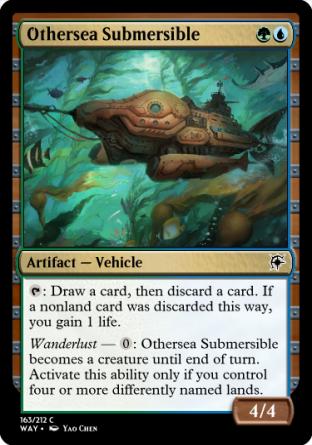 Othersea Submersible
Artifact — Vehicle
: Draw a card, then discard a card. If
a nonland card was discarded this way,
you gain 1 life.
Wanderlust — 0: Othersea Submersible
becomes a creature until end of turn.
Activate this ability only if you control
four or more differently named lands.
4/4
163/212 C
WAY • Yao Chen